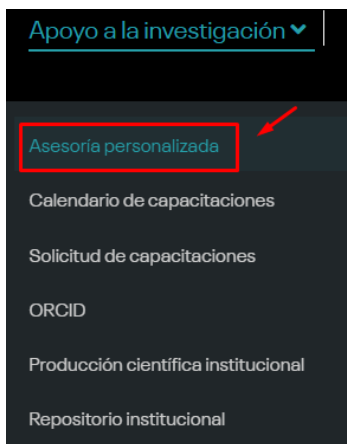 Apoyo a la investigación
Asesoría personalizada
Calendario de capacitaciones
Solicitud de capacitaciones
ORCID
Producción científica institucional
Repositorio institucional